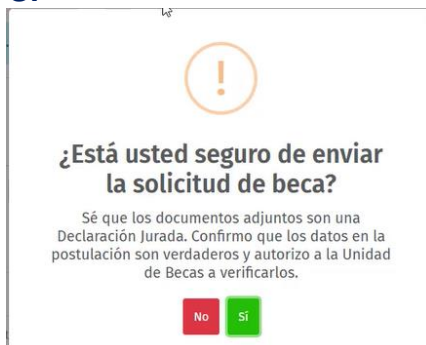 !
¿Está usted seguro de enviar
la solicitud de beca?
Sé que los documentos adjuntos son una
Declaración Jurada. Confirmo que los datos en la
postulación son verdaderos y autorizo a la Unidad
de Becas a verificarlos.
No Sí